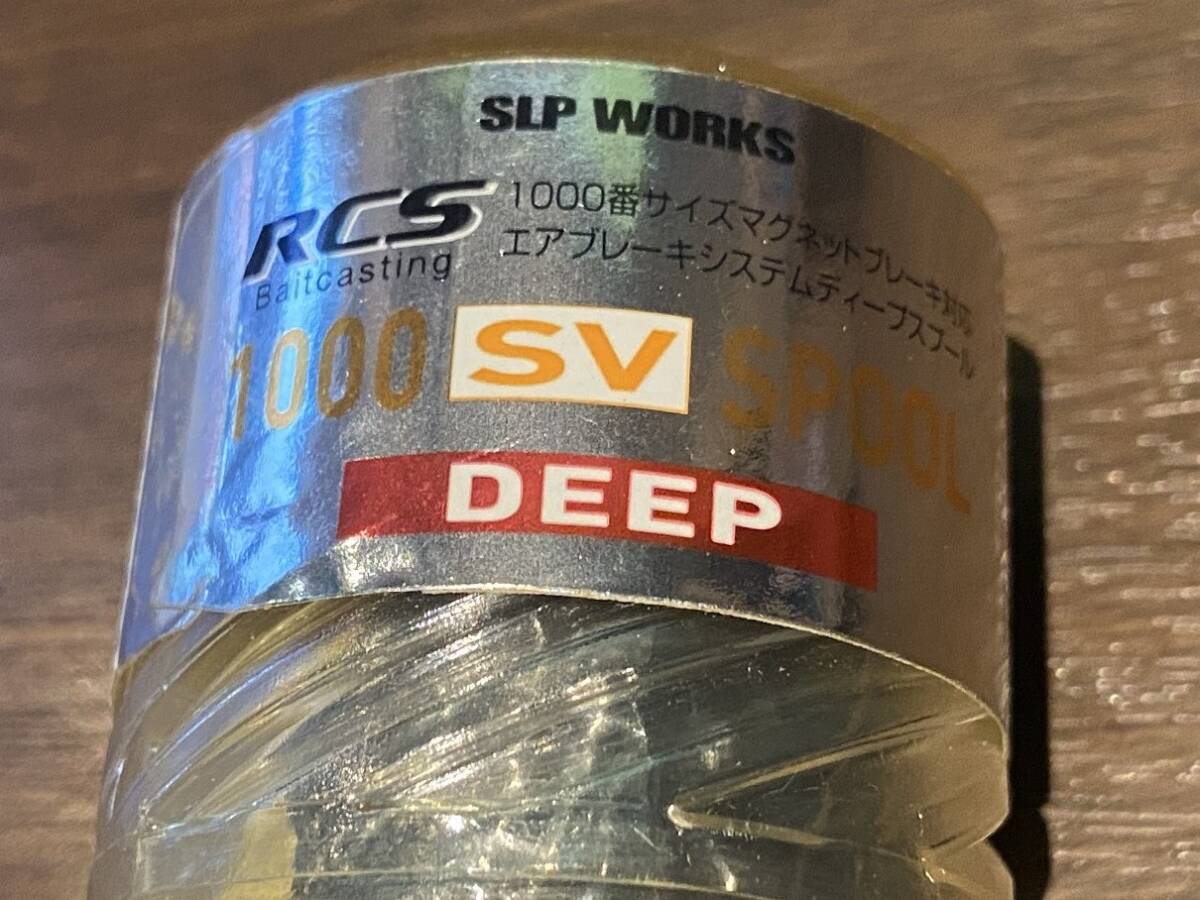 SLP WORKS
RCS
Baitcasting
1000番サイズマグネットブレーキ対応
エアブレーキシステムディープスプール
1000 SV SPOOL
DEEP